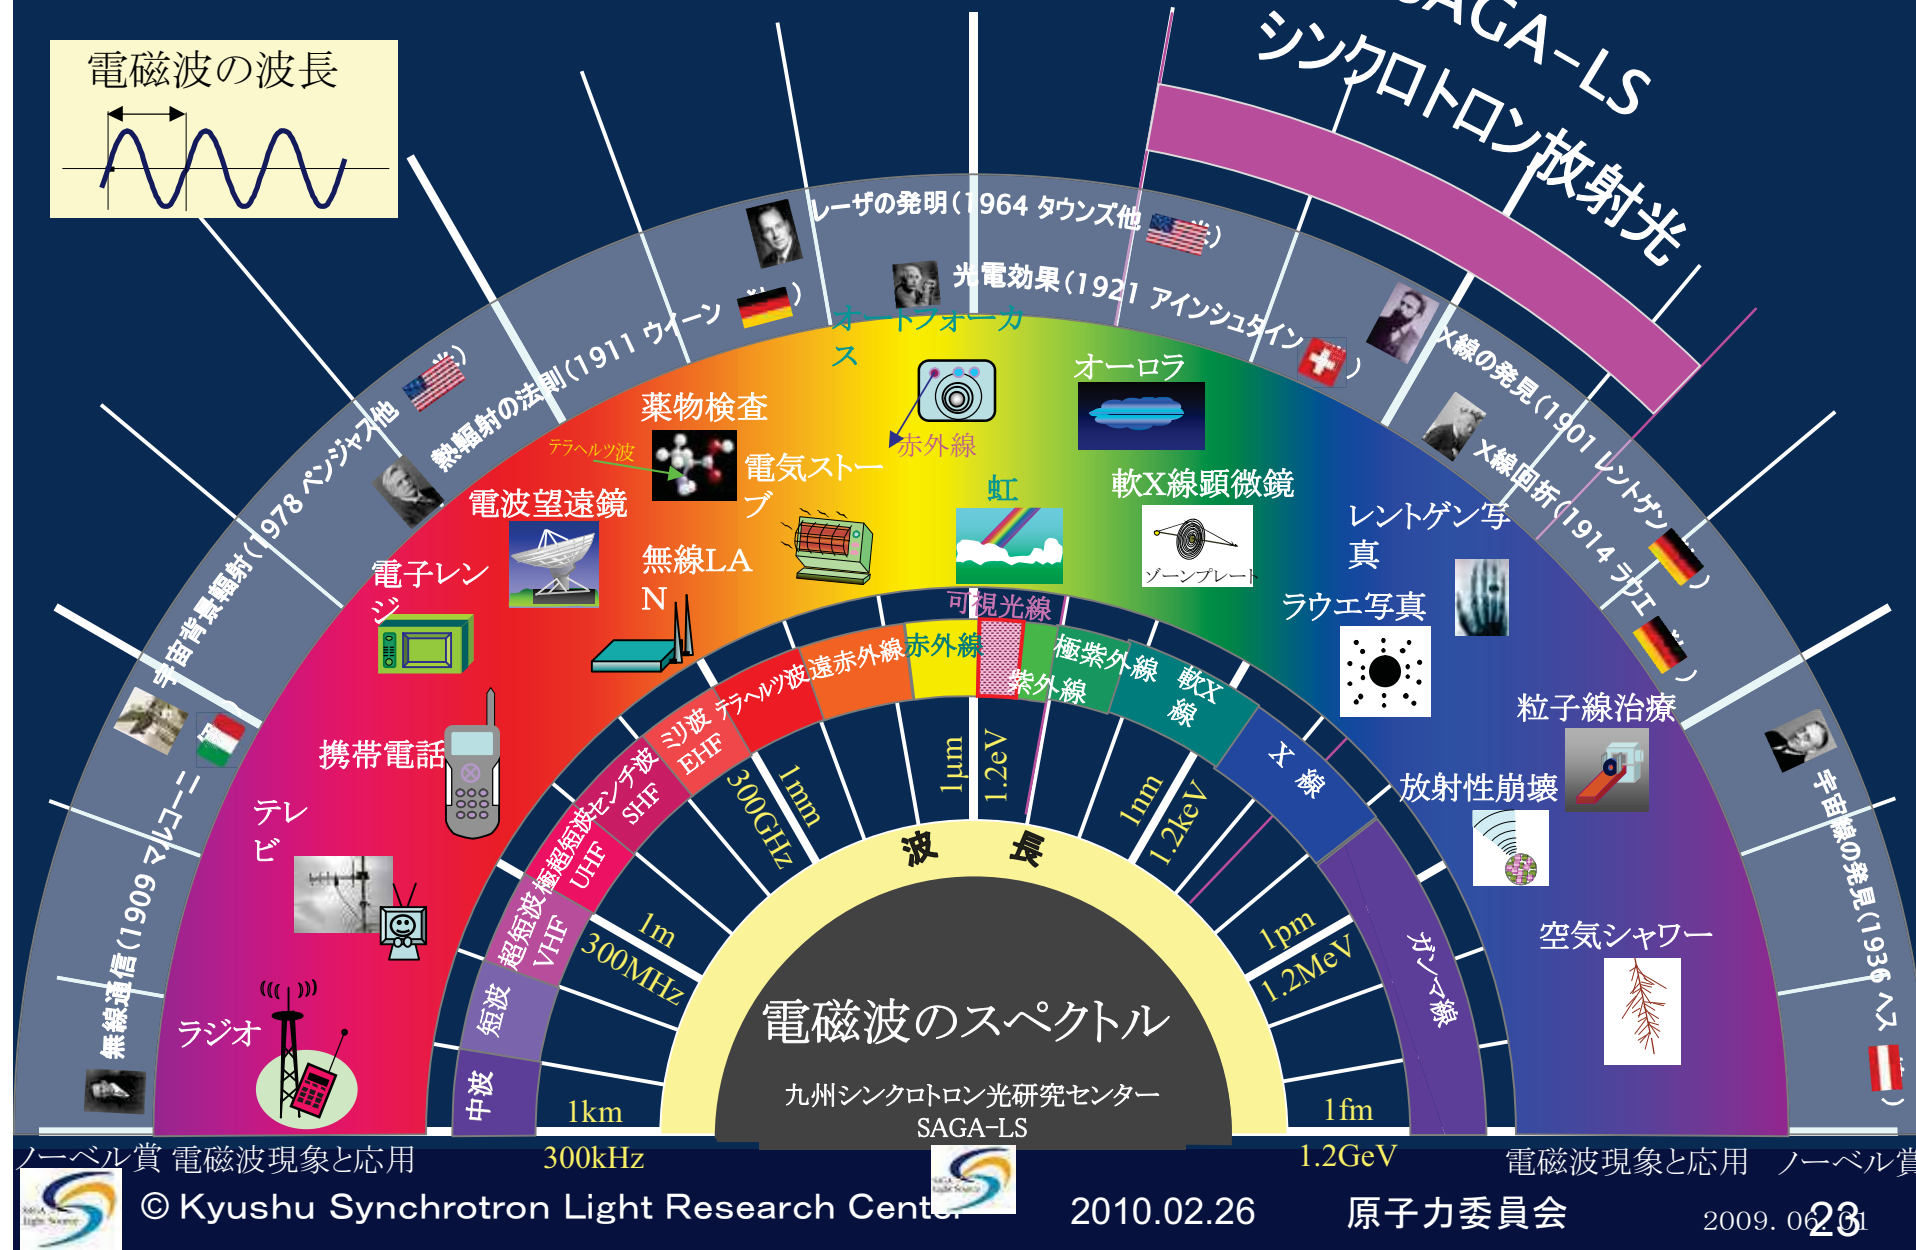 電磁波の波長
SAGA-LS
シンクロトロン放射光
レーザの発明(1964 タウンズ他
光電効果(1921 アインシュタイン
熱輻射の法則(1911 ウイーン
宇宙背景輻射(1978 ペンジャス他
無線通信(1909 マルコーニ
X線の発見(1901 レントゲン
X線回折(1914 ラウエ
宇宙線の発見(1936 ヘス
オートフォーカ
ス
赤外線
オーロラ
薬物検査
テラヘルツ波
電気ストー
ブ
電波望遠鏡
虹
軟X線顕微鏡
ゾーンプレート
レントゲン写
真
無線LA
N
電子レン
ジ
ラウエ写真
携帯電話
粒子線治療
テレ
ビ
放射性崩壊
空気シャワー
ラジオ
可視光線
中波
短波
超短波
VHF
極超短波
UHF
センチ波
SHF
ミリ波
EHF
テラヘルツ波
遠赤外線
赤外線
紫外線
極紫外線
軟X
線
X 線
ガンマ線
1km
300kHz
1m
300MHz
1mm
300GHz
1μm
1.2eV
1nm
1.2keV
1pm
1.2MeV
1fm
1.2GeV
波 長
電磁波のスペクトル
九州シンクロトロン光研究センター
SAGA-LS
ノーベル賞 電磁波現象と応用
電磁波現象と応用 ノーベル賞
© Kyushu Synchrotron Light Research Center
2010.02.26
原子力委員会
2009. 06. 01
23